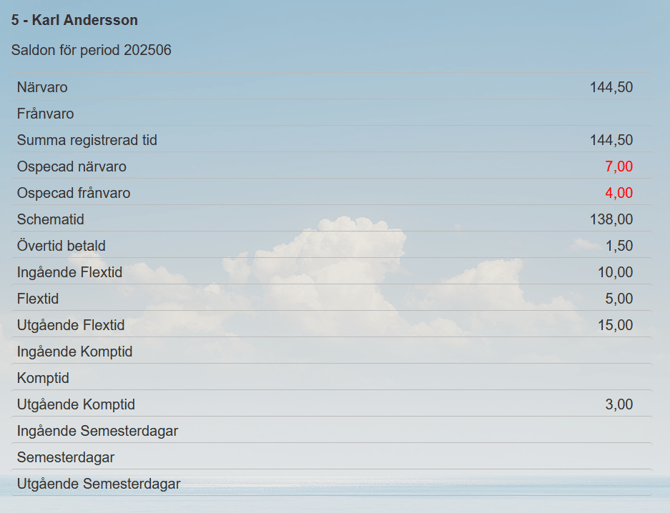 5 - Karl Andersson
Saldon för period 202506
Närvaro 144,50
Frånvaro
Summa registrerad tid 144,50
Ospecad närvaro 7,00
Ospecad frånvaro 4,00
Schematid 138,00
Övertid betald 1,50
Ingående Flextid 10,00
Flextid 5,00
Utgående Flextid 15,00
Ingående Komptid
Komptid
Utgående Komptid 3,00
Ingående Semesterdagar
Semesterdagar
Utgående Semesterdagar